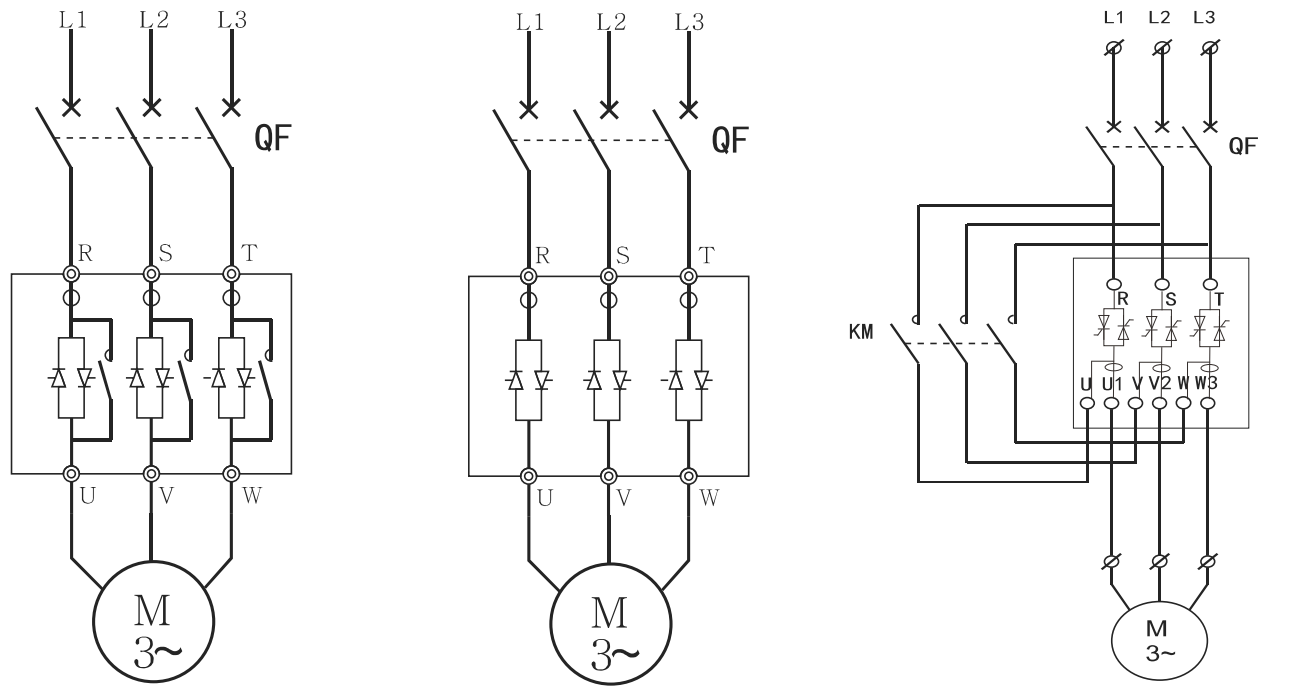 L1 L2 L3
QF
R S T
U V W
M
3~
L1 L2 L3
QF
R S T
U V W
M
3~
L1 L2 L3
QF
KM
R S T
U U1 V V2 W W3
M
3~